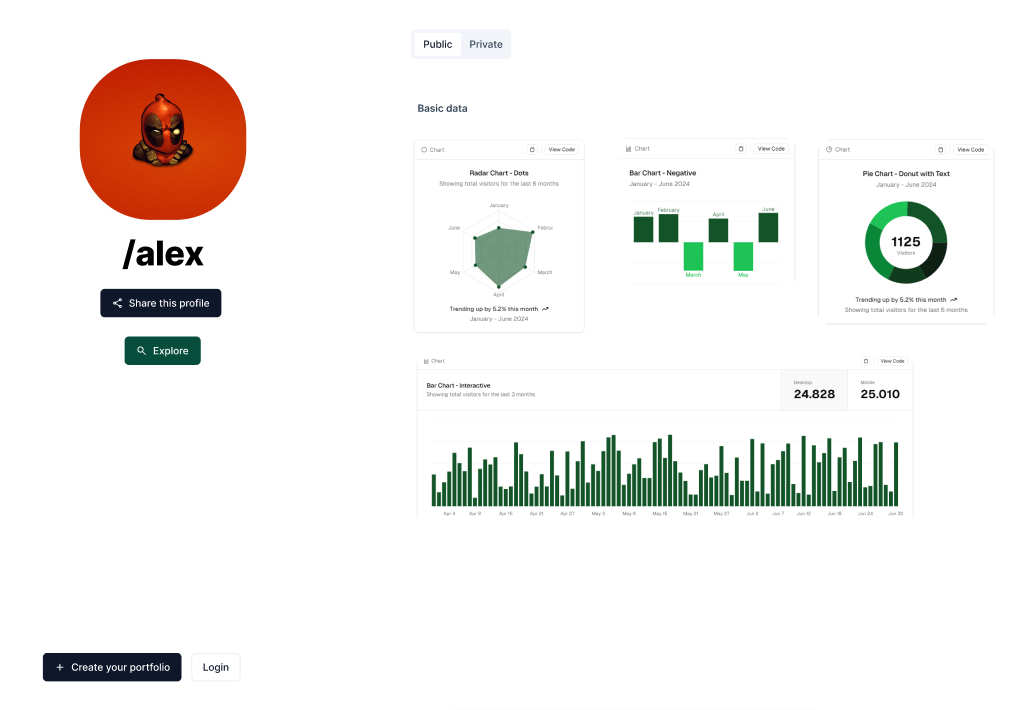 Public Private
/alex
Share this profile
Explore
Create your portfolio
Login
Basic data
Chart
View Code
Radar Chart - Dots
Showing total visitors for the last 6 months
January
June
Februa
May
March
April
Trending up by 5.2% this month
January - June 2024
Chart
View Code
Bar Chart - Negative
January - June 2024
January
February
April
June
March
May
Chart
View Code
Pie Chart - Donut with Text
January - June 2024
1125
Visitors
Trending up by 5.2% this month
Showing total visitors for the last 6 months
Chart
View Code
Bar Chart - Interactive
Showing total visitors for the last 3 months
Desktop
24.828
Mobile
25.010
Apr 4 Apr 9 Apr 15 Apr 21 Apr 27 May 3 May 9 May 15 May 21 May 27 Jun 2 Jun 7 Jun 12 Jun 18 Jun 24 Jun 30